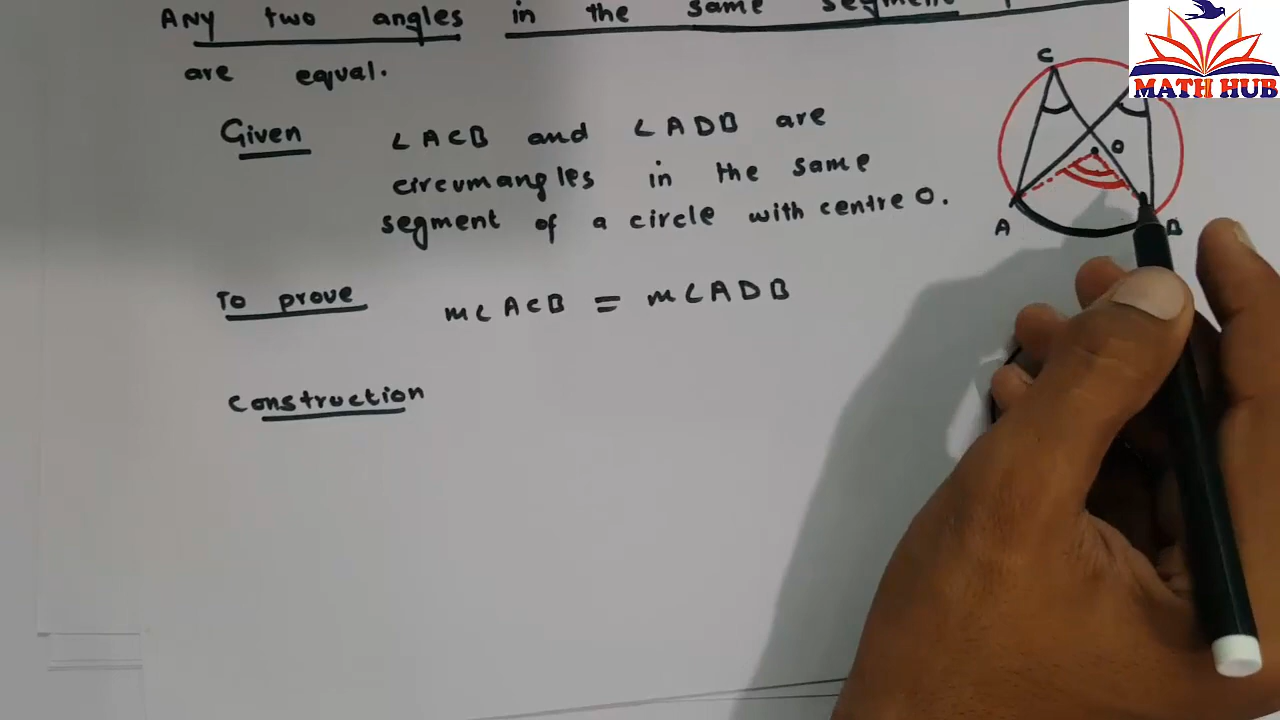 Any two angles in the same segment
are equal.
Given ∠ACB and ∠ADB are
circumangles in the same
segment of a circle with centre O.
To prove m∠ACB = m∠ADB
Construction
C
O
A
B
MATH HUB